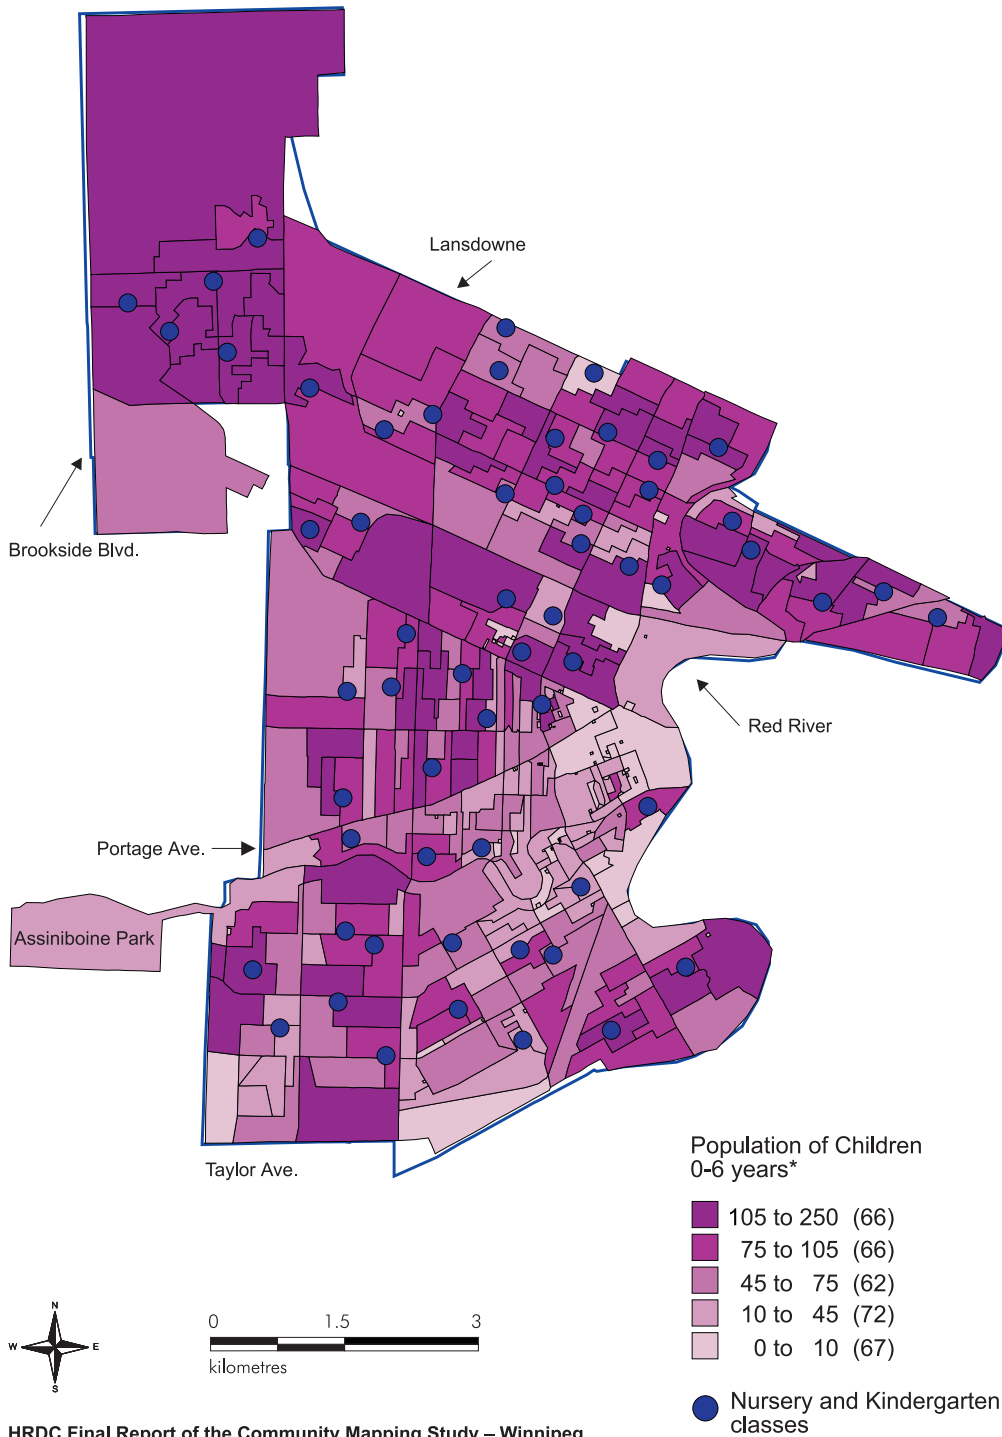 Lansdowne
Brookside Blvd.
Red River
Portage Ave.
Assiniboine Park
Taylor Ave.
Population of Children
0-6 years*
105 to 250 (66)
75 to 105 (66)
45 to 75 (62)
10 to 45 (72)
0 to 10 (67)
Nursery and Kindergarten
classes
N
W E
S
0 1.5 3
kilometres
HRDC Final Report of the Community Mapping Study – Winnipeg